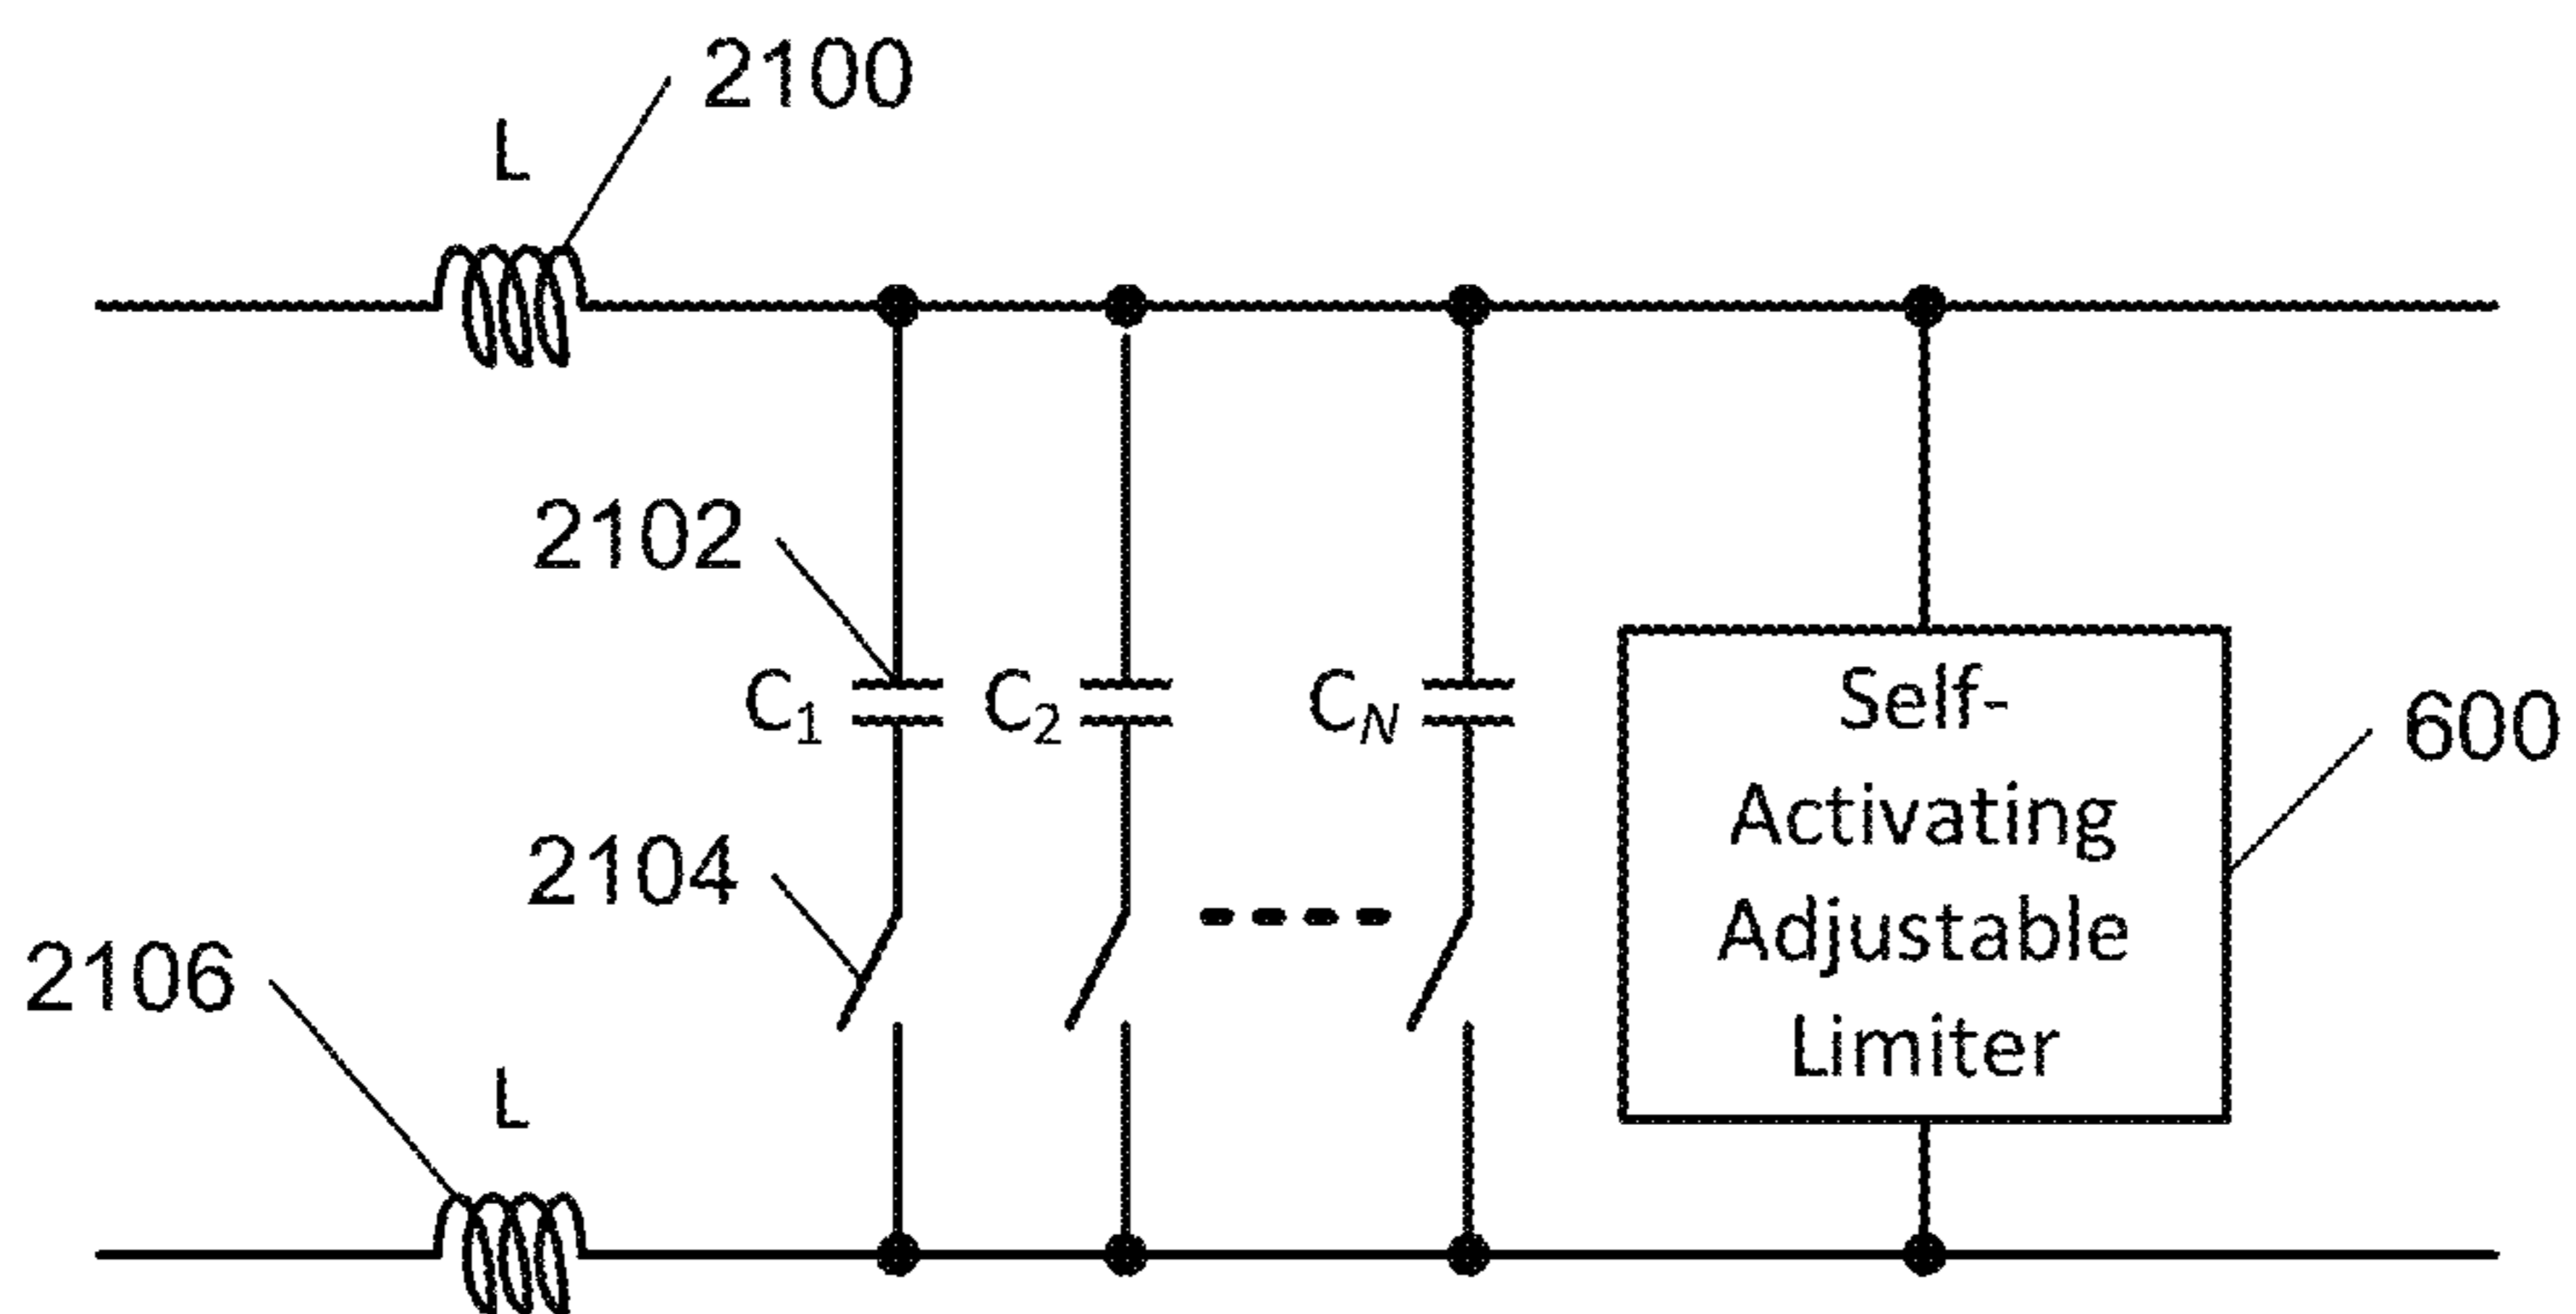 2100
L
2102
C1 C2 CN
Self-
Activating
Adjustable
Limiter
600
2104
2106
L